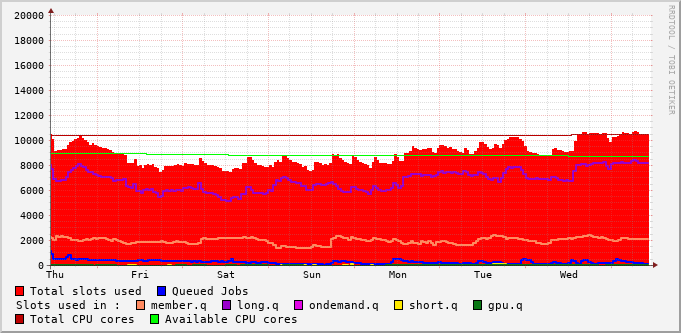 20000
18000
16000
14000
12000
10000
8000
6000
4000
2000
0
Thu Fri Sat Sun Mon Tue Wed
RRDTOOL / TOBI OETIKER
Total slots used Queued Jobs
Slots used in : member.q long.q ondemand.q short.q gpu.q
Total CPU cores Available CPU cores